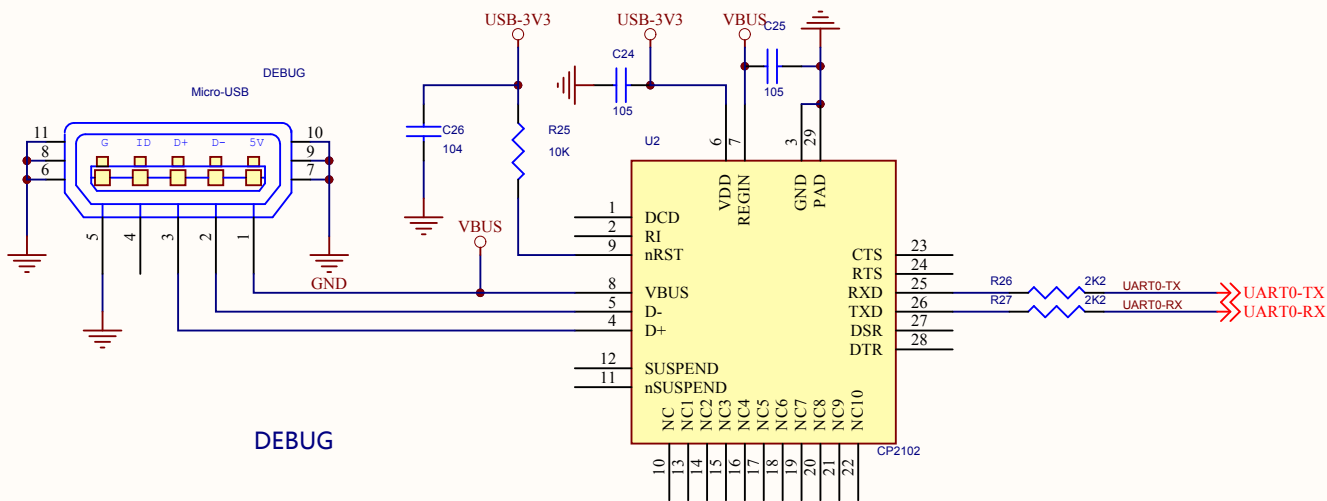 USB-3V3
USB-3V3
VBUS
C25
105
C24
105
DEBUG
Micro-USB
11
8
6
G ID D+ D- 5V
10
9
7
5 4 3 2 1
GND
C26
104
R25
10K
VBUS
U2
6 7 3 29
VDD REGIN GND PAD
1 DCD
2 RI
9 nRST
8 VBUS
5 D-
4 D+
12 SUSPEND
11 nSUSPEND
CTS 23
RTS 24
RXD 25
TXD 26
DSR 27
DTR 28
R26 2K2 UART0-TX UART0-TX
R27 2K2 UART0-RX UART0-RX
NC NC1 NC2 NC3 NC4 NC5 NC6 NC7 NC8 NC9 NC10
10 13 14 15 16 17 18 19 20 21 22
CP2102
DEBUG